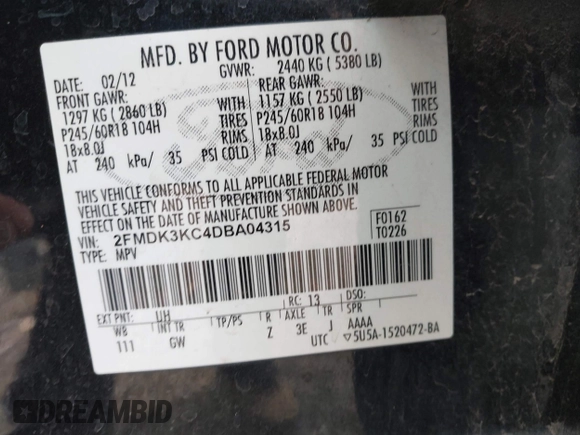 MFD. BY FORD MOTOR CO.
DATE: 02/12 GVWR: 2440 KG ( 5380 LB)
FRONT GAWR: REAR GAWR:
1297 KG ( 2860 LB) WITH 1157 KG ( 2550 LB) WITH
P245/60R18 104H TIRES P245/60R18 104H TIRES
18x8.0J RIMS 18x8.0J RIMS
AT 240 kPa/ 35 PSI COLD AT 240 kPa/ 35 PSI COLD
THIS VEHICLE CONFORMS TO ALL APPLICABLE FEDERAL MOTOR
VEHICLE SAFETY AND THEFT PREVENTION STANDARDS IN
EFFECT ON THE DATE OF MANUFACTURE SHOWN ABOVE.
VIN: 2FMDK3KC4DBA04315 F0162
TYPE: MPV T0226
EXT PNT: UH RC: 13 DSO:
WB INT TR TP/PS R AXLE TR SPR AAAA
111 GW Z 3E J UTC ▽5U5A-1520472-BA
Ford
DREAMBID